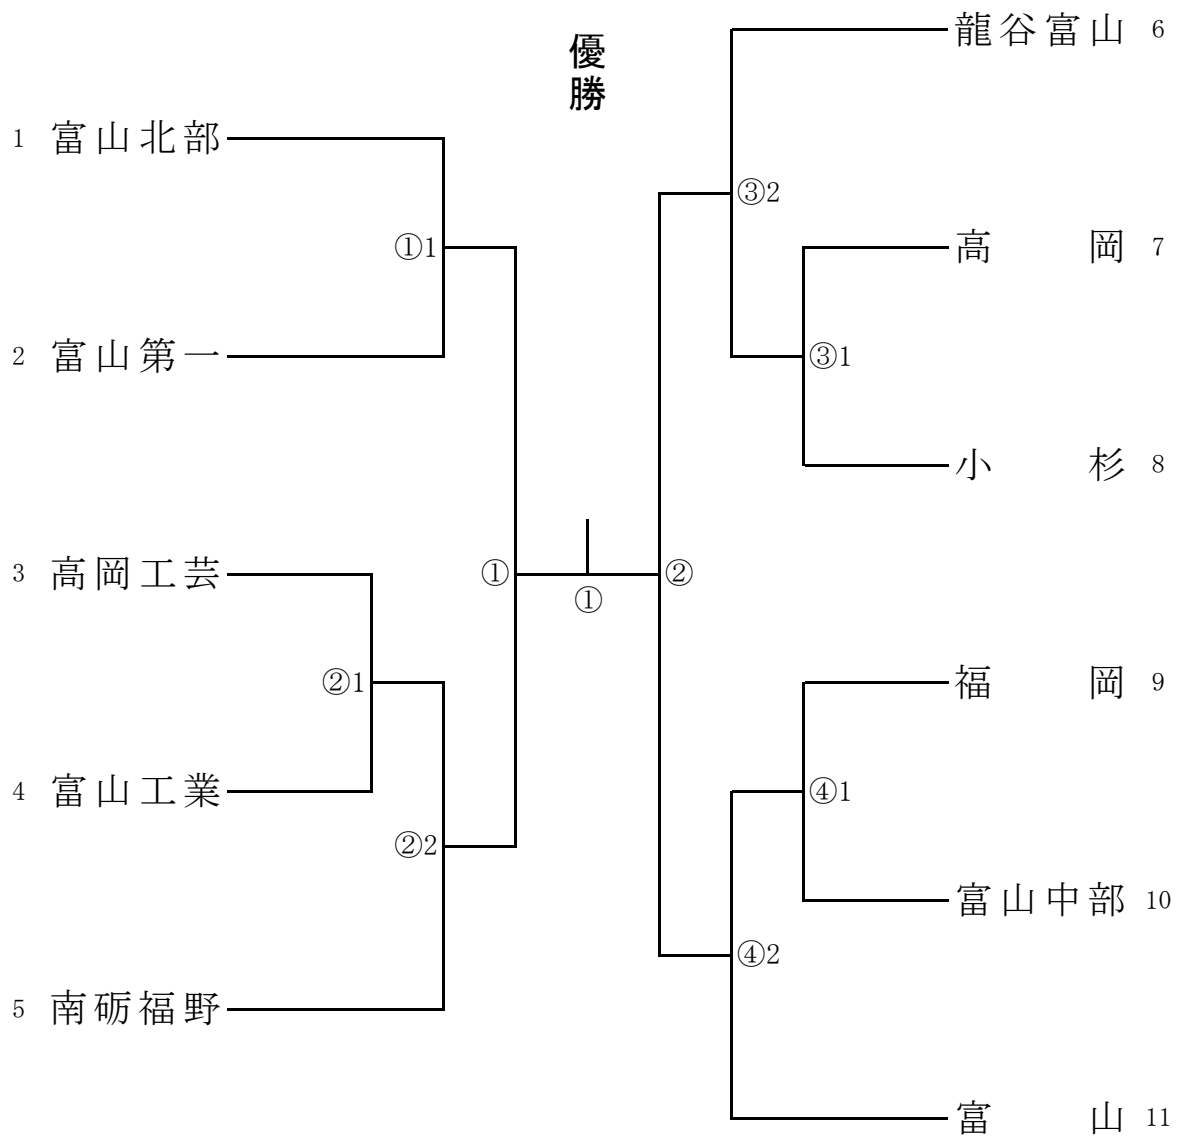 優勝
1 富山北部
①1
2 富山第一
3 高岡工芸
②1
4 富山工業
②2
5 南砺福野
①
①
②
龍谷富山 6
③2
高岡 7
③1
小杉 8
福岡 9
④1
富山中部 10
④2
富山 11